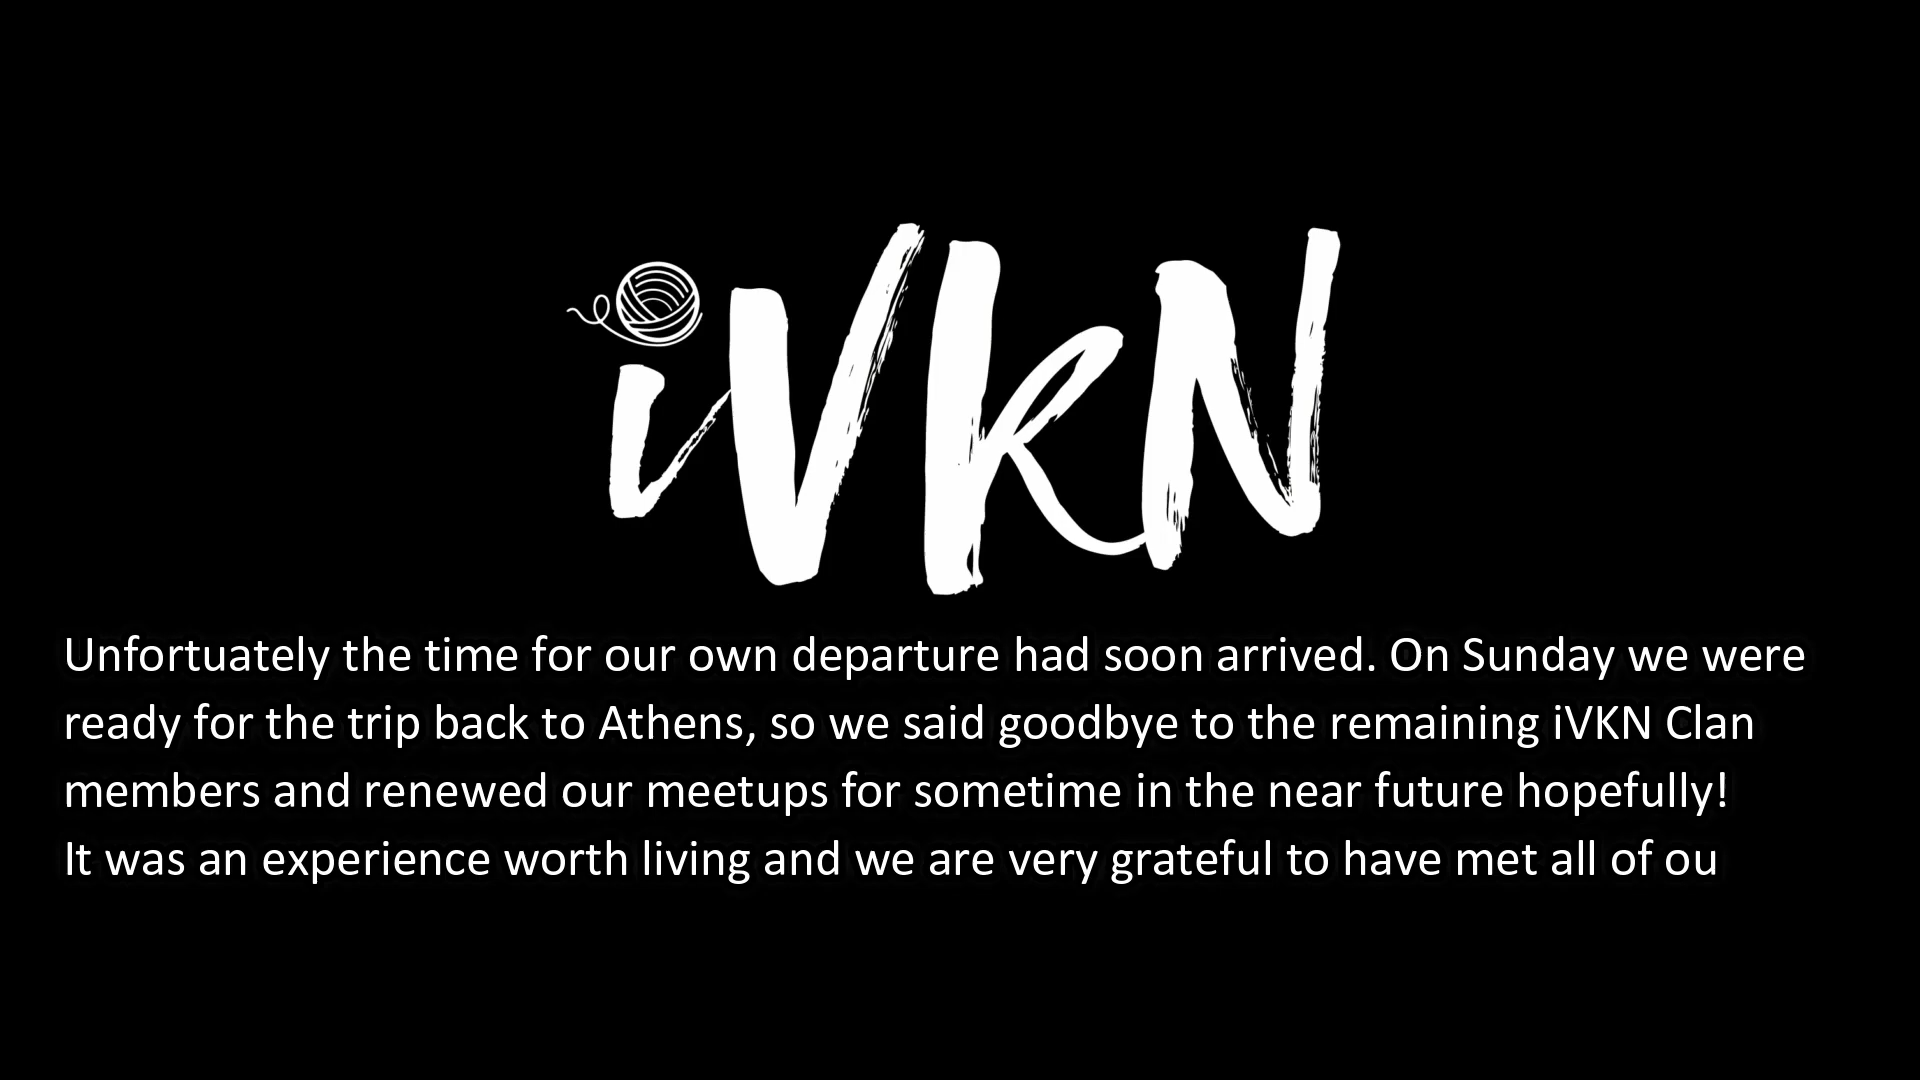 iVKN
Unfortuately the time for our own departure had soon arrived. On Sunday we were
ready for the trip back to Athens, so we said goodbye to the remaining iVKN Clan
members and renewed our meetups for sometime in the near future hopefully!
It was an experience worth living and we are very grateful to have met all of ou